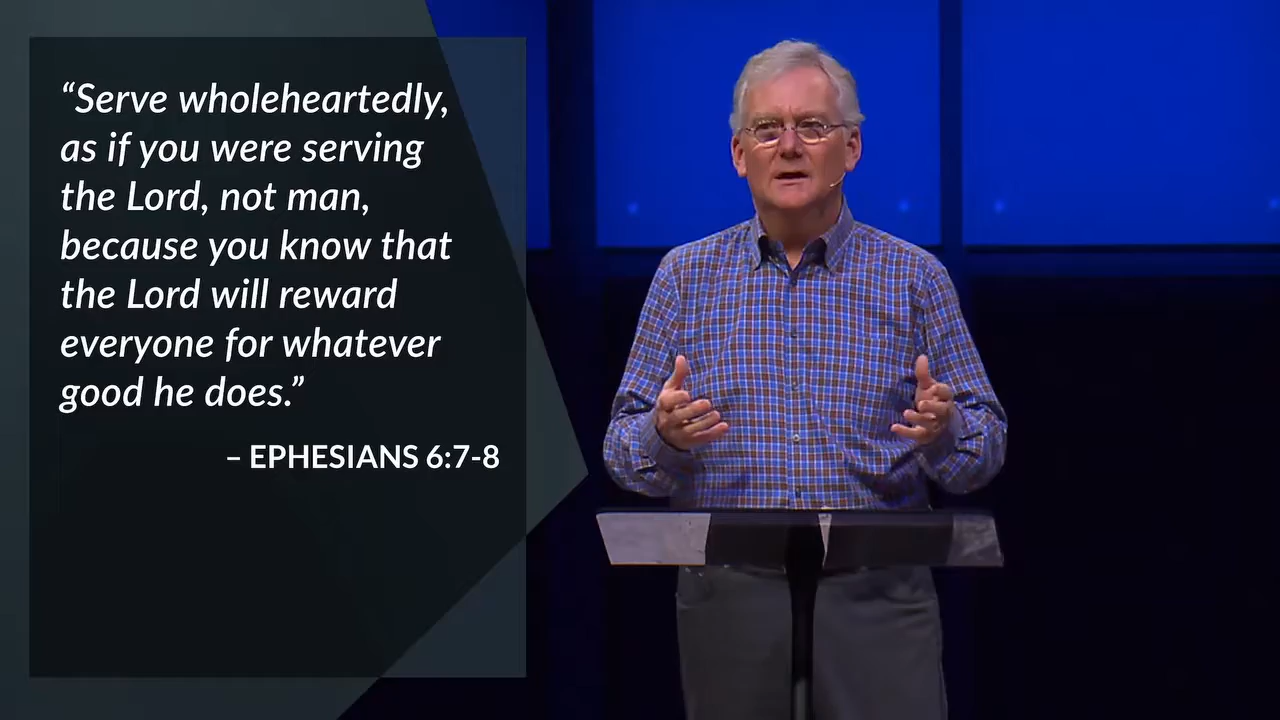 “Serve wholeheartedly,
as if you were serving
the Lord, not man,
because you know that
the Lord will reward
everyone for whatever
good he does.”
– EPHESIANS 6:7-8